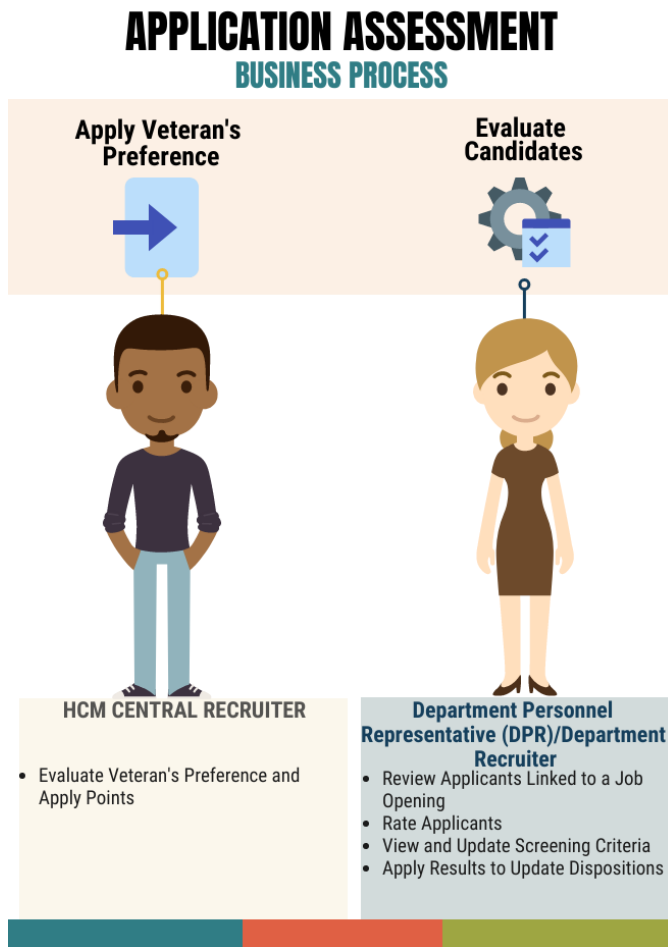 APPLICATION ASSESSMENT
BUSINESS PROCESS
Apply Veteran's
Preference
Evaluate
Candidates
HCM CENTRAL RECRUITER
• Evaluate Veteran's Preference and
Apply Points
Department Personnel
Representative (DPR)/Department
Recruiter
• Review Applicants Linked to a Job
Opening
• Rate Applicants
• View and Update Screening Criteria
• Apply Results to Update Dispositions